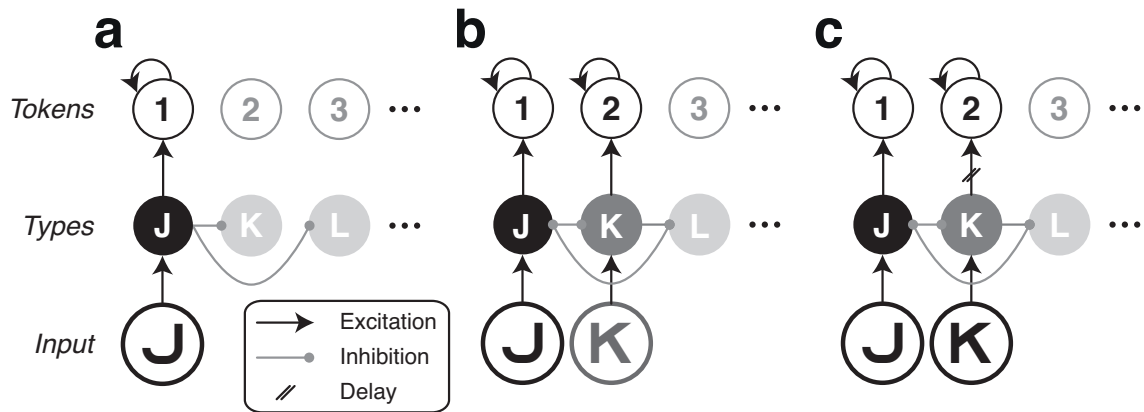 a b c
Tokens 1 2 3 ••• 1 2 3 ••• 1 2 3 •••
Types J K L ••• J K L ••• J K L •••
Input J J K J K
Excitation
Inhibition
Delay